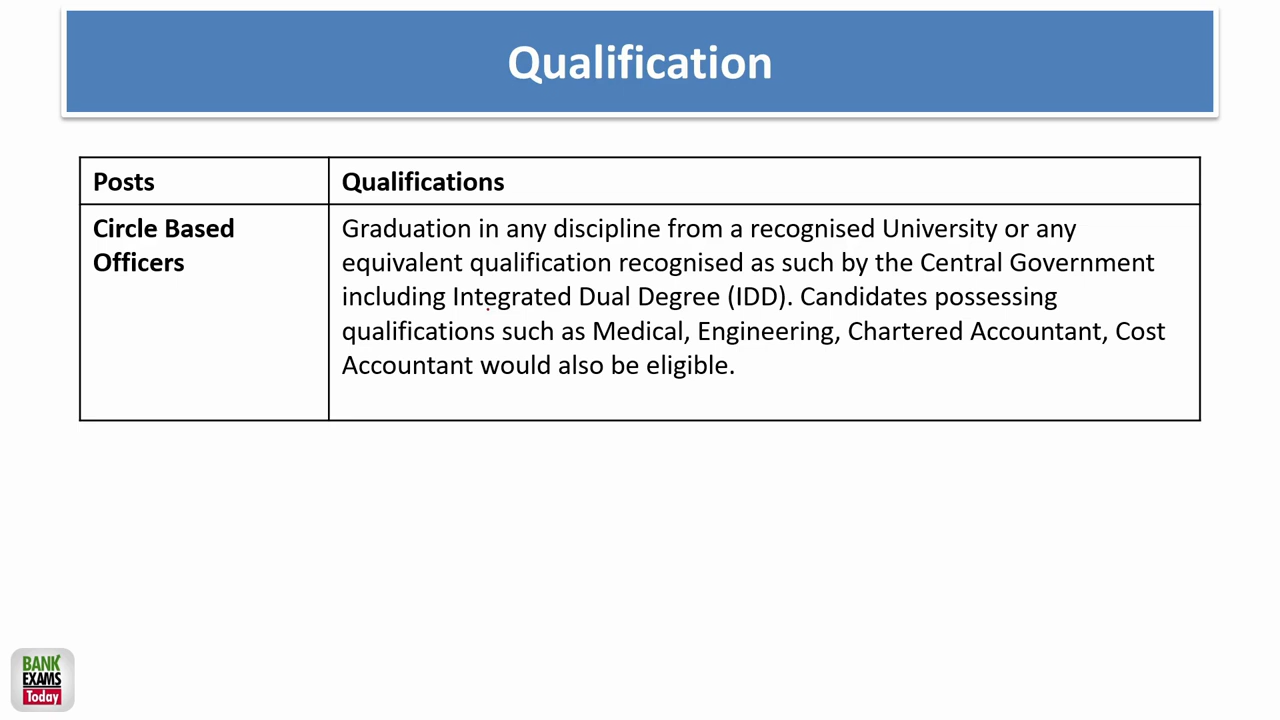 Qualification
Posts
Qualifications
Circle Based
Officers
Graduation in any discipline from a recognised University or any
equivalent qualification recognised as such by the Central Government
including Integrated Dual Degree (IDD). Candidates possessing
qualifications such as Medical, Engineering, Chartered Accountant, Cost
Accountant would also be eligible.
BANK
EXAMS
Today